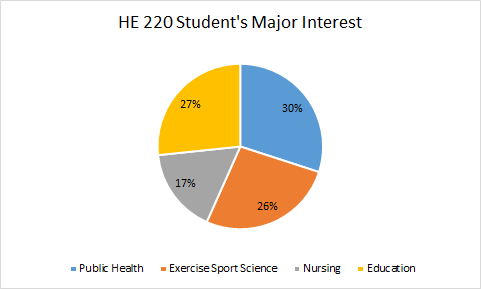 HE 220 Student's Major Interest
27%
30%
17%
26%
Public Health Exercise Sport Science Nursing Education